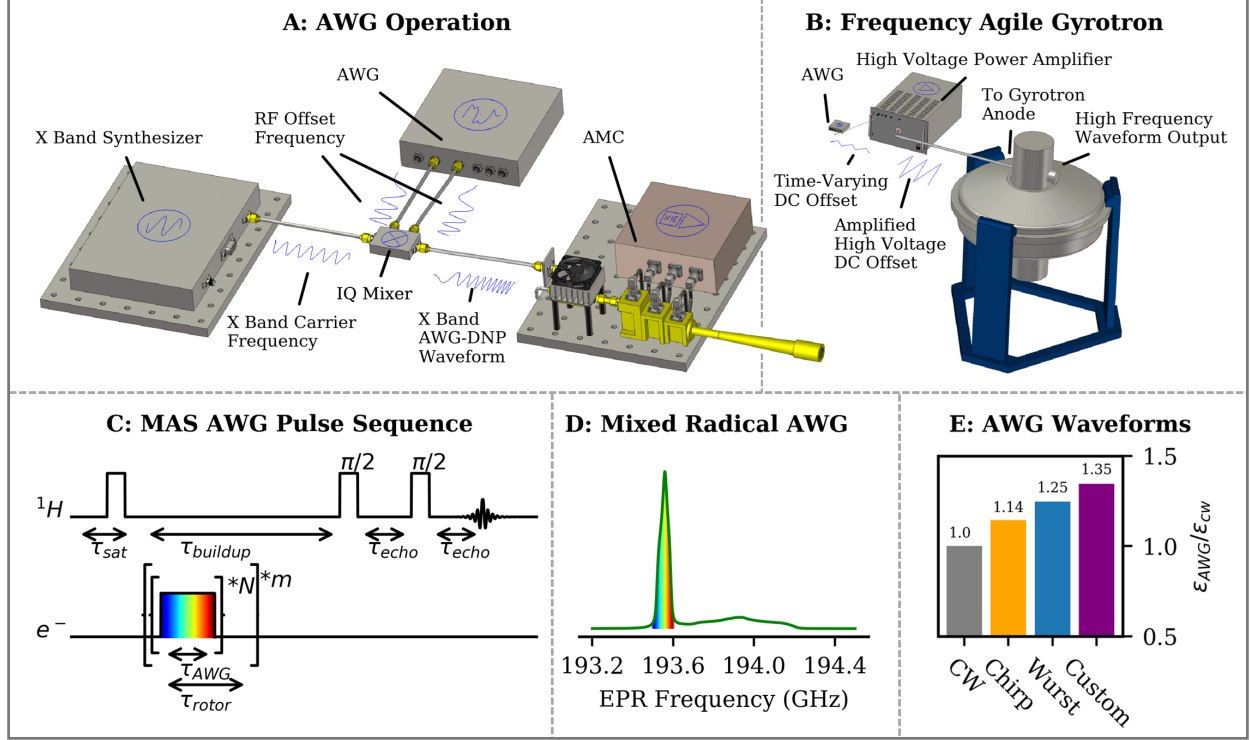 A: AWG Operation
AWG
RF Offset
Frequency
X Band Synthesizer
AMC
x16
IQ Mixer
X Band Carrier
Frequency
X Band
AWG-DNP
Waveform
B: Frequency Agile Gyrotron
High Voltage Power Amplifier
AWG
To Gyrotron
Anode
High Frequency
Waveform Output
Time-Varying
DC Offset
Amplified
High Voltage
DC Offset
C: MAS AWG Pulse Sequence
π/2 π/2
¹H
τsat τbuildup τecho τecho
*N *m
e⁻
τAWG
τrotor
D: Mixed Radical AWG
193.2 193.6 194.0 194.4
EPR Frequency (GHz)
E: AWG Waveforms
1.0 1.14 1.25 1.35
1.5
1.0
0.5
εAWG/εcw
CW Chirp Wurst Custom